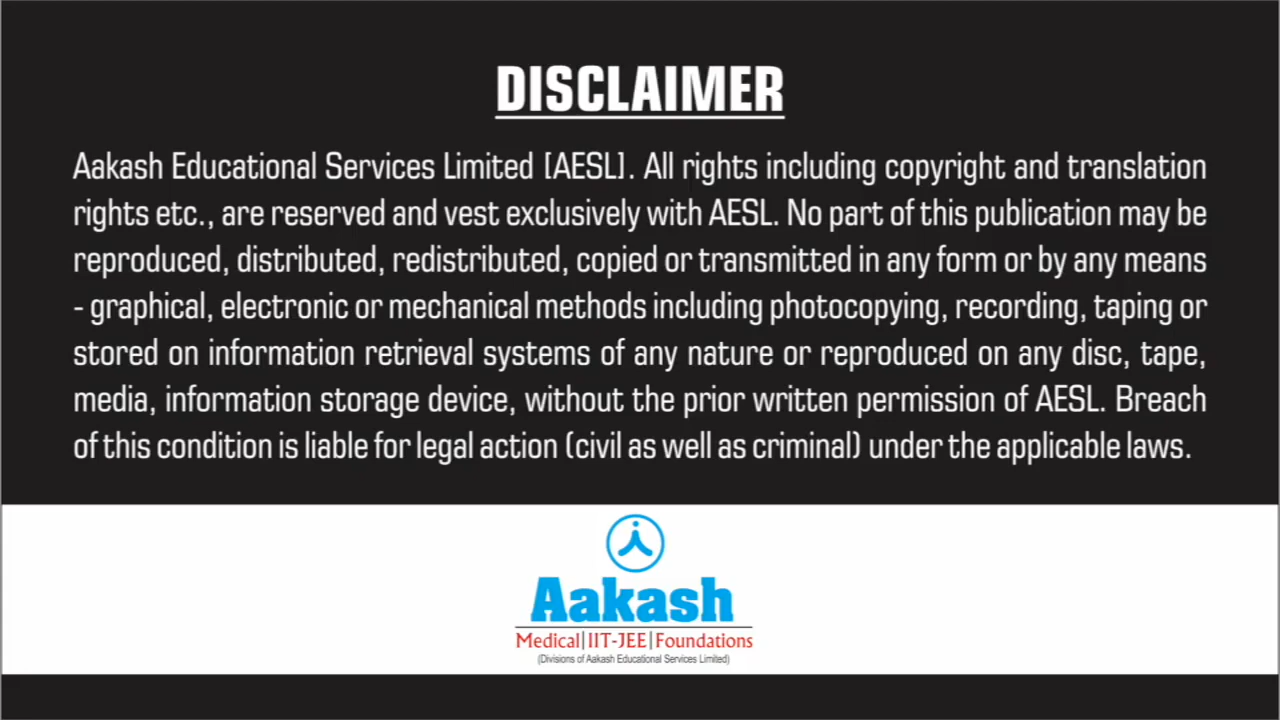 DISCLAIMER
Aakash Educational Services Limited [AESL]. All rights including copyright and translation
rights etc., are reserved and vest exclusively with AESL. No part of this publication may be
reproduced, distributed, redistributed, copied or transmitted in any form or by any means
- graphical, electronic or mechanical methods including photocopying, recording, taping or
stored on information retrieval systems of any nature or reproduced on any disc, tape,
media, information storage device, without the prior written permission of AESL. Breach
of this condition is liable for legal action (civil as well as criminal) under the applicable laws.
Aakash
Medical|IIT-JEE|Foundations
(Divisions of Aakash Educational Services Limited)